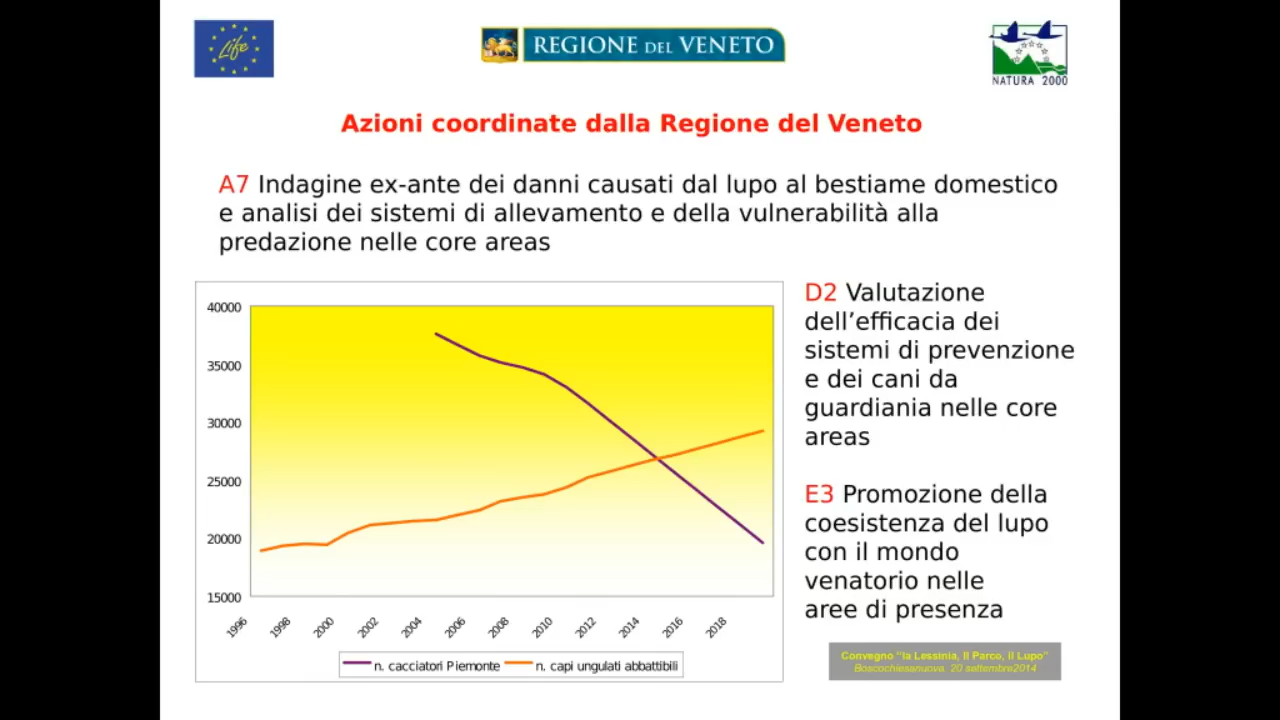 Life
REGIONE DEL VENETO
NATURA 2000
Azioni coordinate dalla Regione del Veneto
A7 Indagine ex-ante dei danni causati dal lupo al bestiame domestico
e analisi dei sistemi di allevamento e della vulnerabilità alla
predazione nelle core areas
40000
35000
30000
25000
20000
15000
1996
1998
2000
2002
2004
2006
2008
2010
2012
2014
2016
2018
n. cacciatori Piemonte
n. capi ungulati abbattibili
D2 Valutazione
dell’efficacia dei
sistemi di prevenzione
e dei cani da
guardiania nelle core
areas
E3 Promozione della
coesistenza del lupo
con il mondo
venatorio nelle
aree di presenza
Convegno "la Lessinia, Il Parco, il Lupo"
Boscochiesanuova, 20 settembre2014